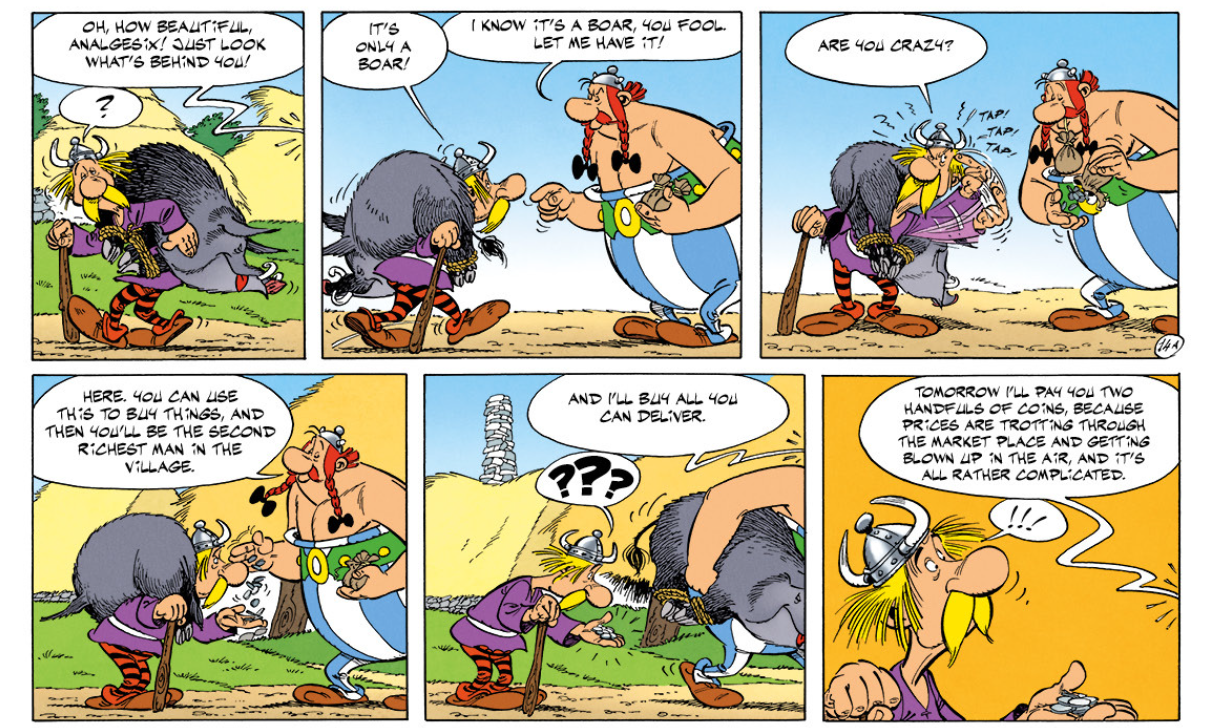 OH, HOW BEAUTIFUL,
ANALGESIX! JUST LOOK
WHAT'S BEHIND YOU!
?
IT'S
ONLY A
BOAR!
I KNOW IT'S A BOAR, YOU FOOL.
LET ME HAVE IT!
ARE YOU CRAZY?
TAP!
TAP!
TAP!
14A
HERE. YOU CAN USE
THIS TO BUY THINGS, AND
THEN YOU'LL BE THE SECOND
RICHEST MAN IN THE
VILLAGE.
AND I'LL BUY ALL YOU
CAN DELIVER.
???
TOMORROW I'LL PAY YOU TWO
HANDFULS OF COINS, BECAUSE
PRICES ARE TROTTING THROUGH
THE MARKET PLACE AND GETTING
BLOWN UP IN THE AIR, AND IT'S
ALL RATHER COMPLICATED.
!!!